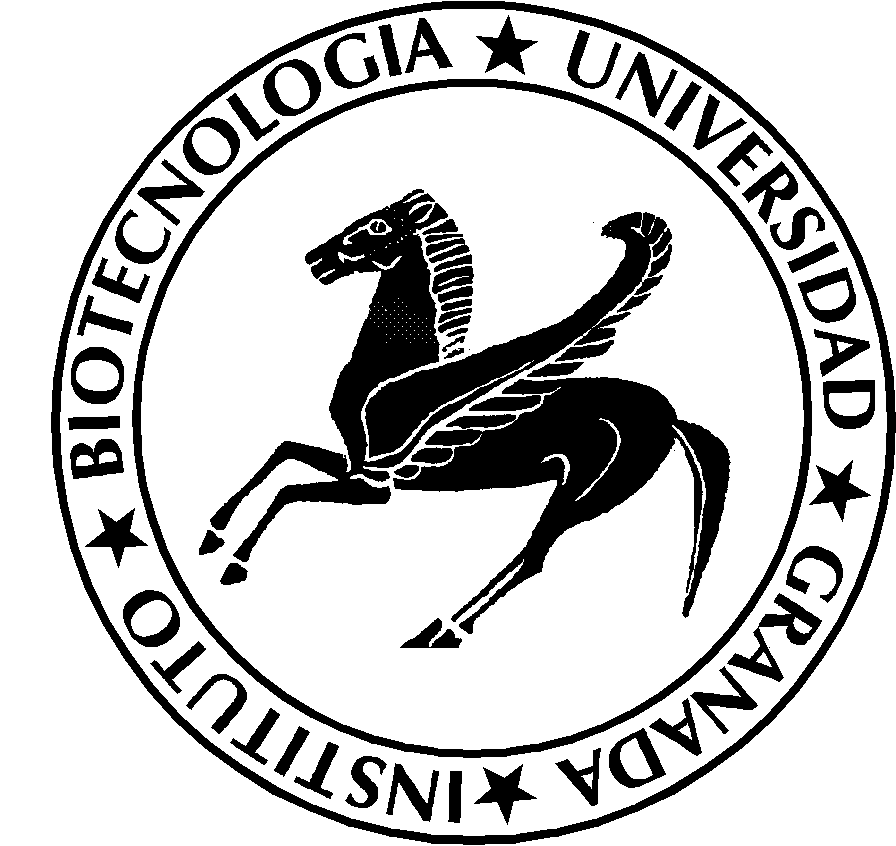 INSTITUTO ★ BIOTECNOLOGIA ★ UNIVERSIDAD ★ GRANADA ★